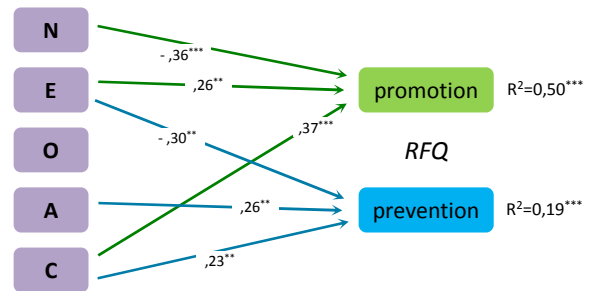 N
- ,36***
E
,26**
promotion
R²=0,50***
,37***
- ,30**
O
RFQ
A
,26**
prevention
R²=0,19***
C
,23**